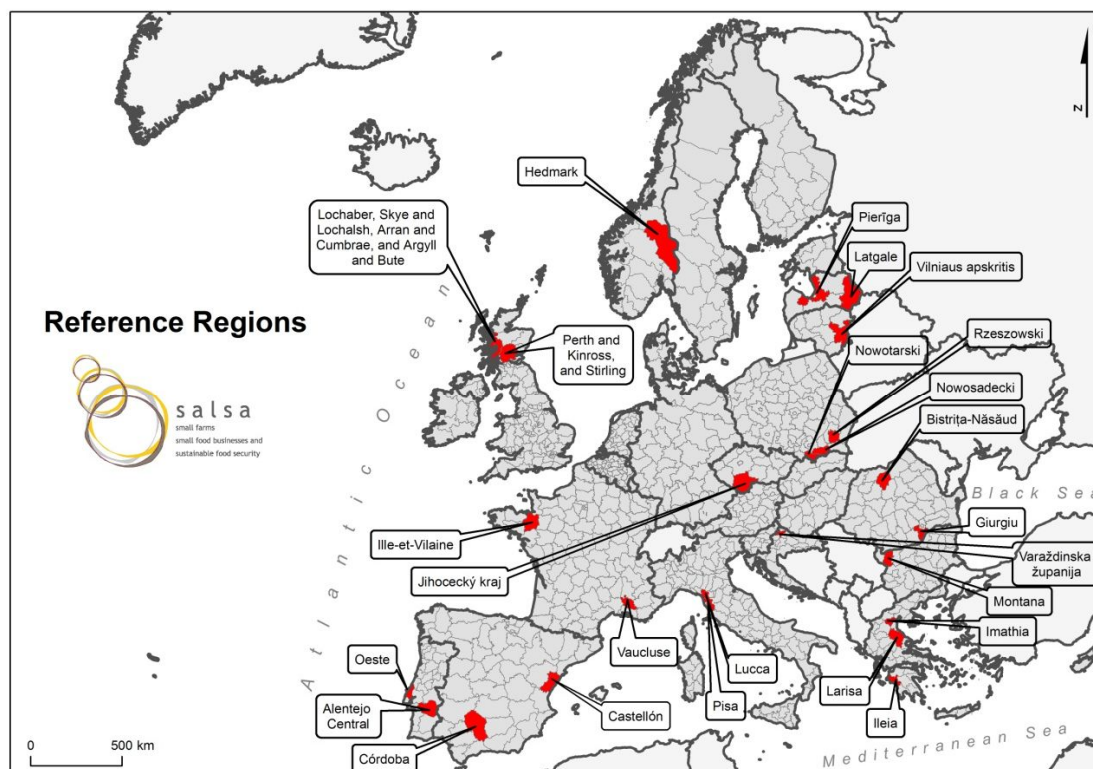 Hedmark
Pierīga
Lochaber, Skye and
Lochalsh, Arran and
Cumbrae, and Argyll
and Bute
Latgale
Vilniaus apskritis
Reference Regions
Rzeszowski
Perth and
Kinross,
and Stirling
Nowotarski
Nowosadecki
Bistrița-Năsăud
salsa
small farms
small food businesses and
sustainable food security
Atlantic Ocean
Black Sea
Giurgiu
Ille-et-Vilaine
Varaždinska
županija
Jihocecký kraj
Montana
Imathia
Oeste
Vaucluse
Lucca
Larisa
Alentejo
Central
Castellón
Pisa
Ileia
Córdoba
Mediterranean Sea
0 500 km
N